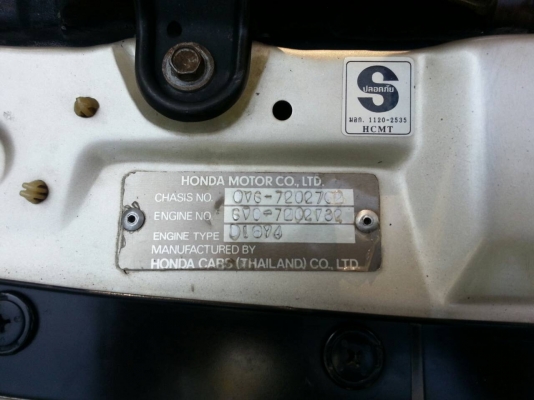 S
ปลอดภัย
มอก. 1120-2535
HCMT
HONDA MOTOR CO., LTD.
CHASIS NO.
ENGINE NO.
ENGINE TYPE
MANUFACTURED BY
HONDA CARS (THAILAND) CO., LTD.